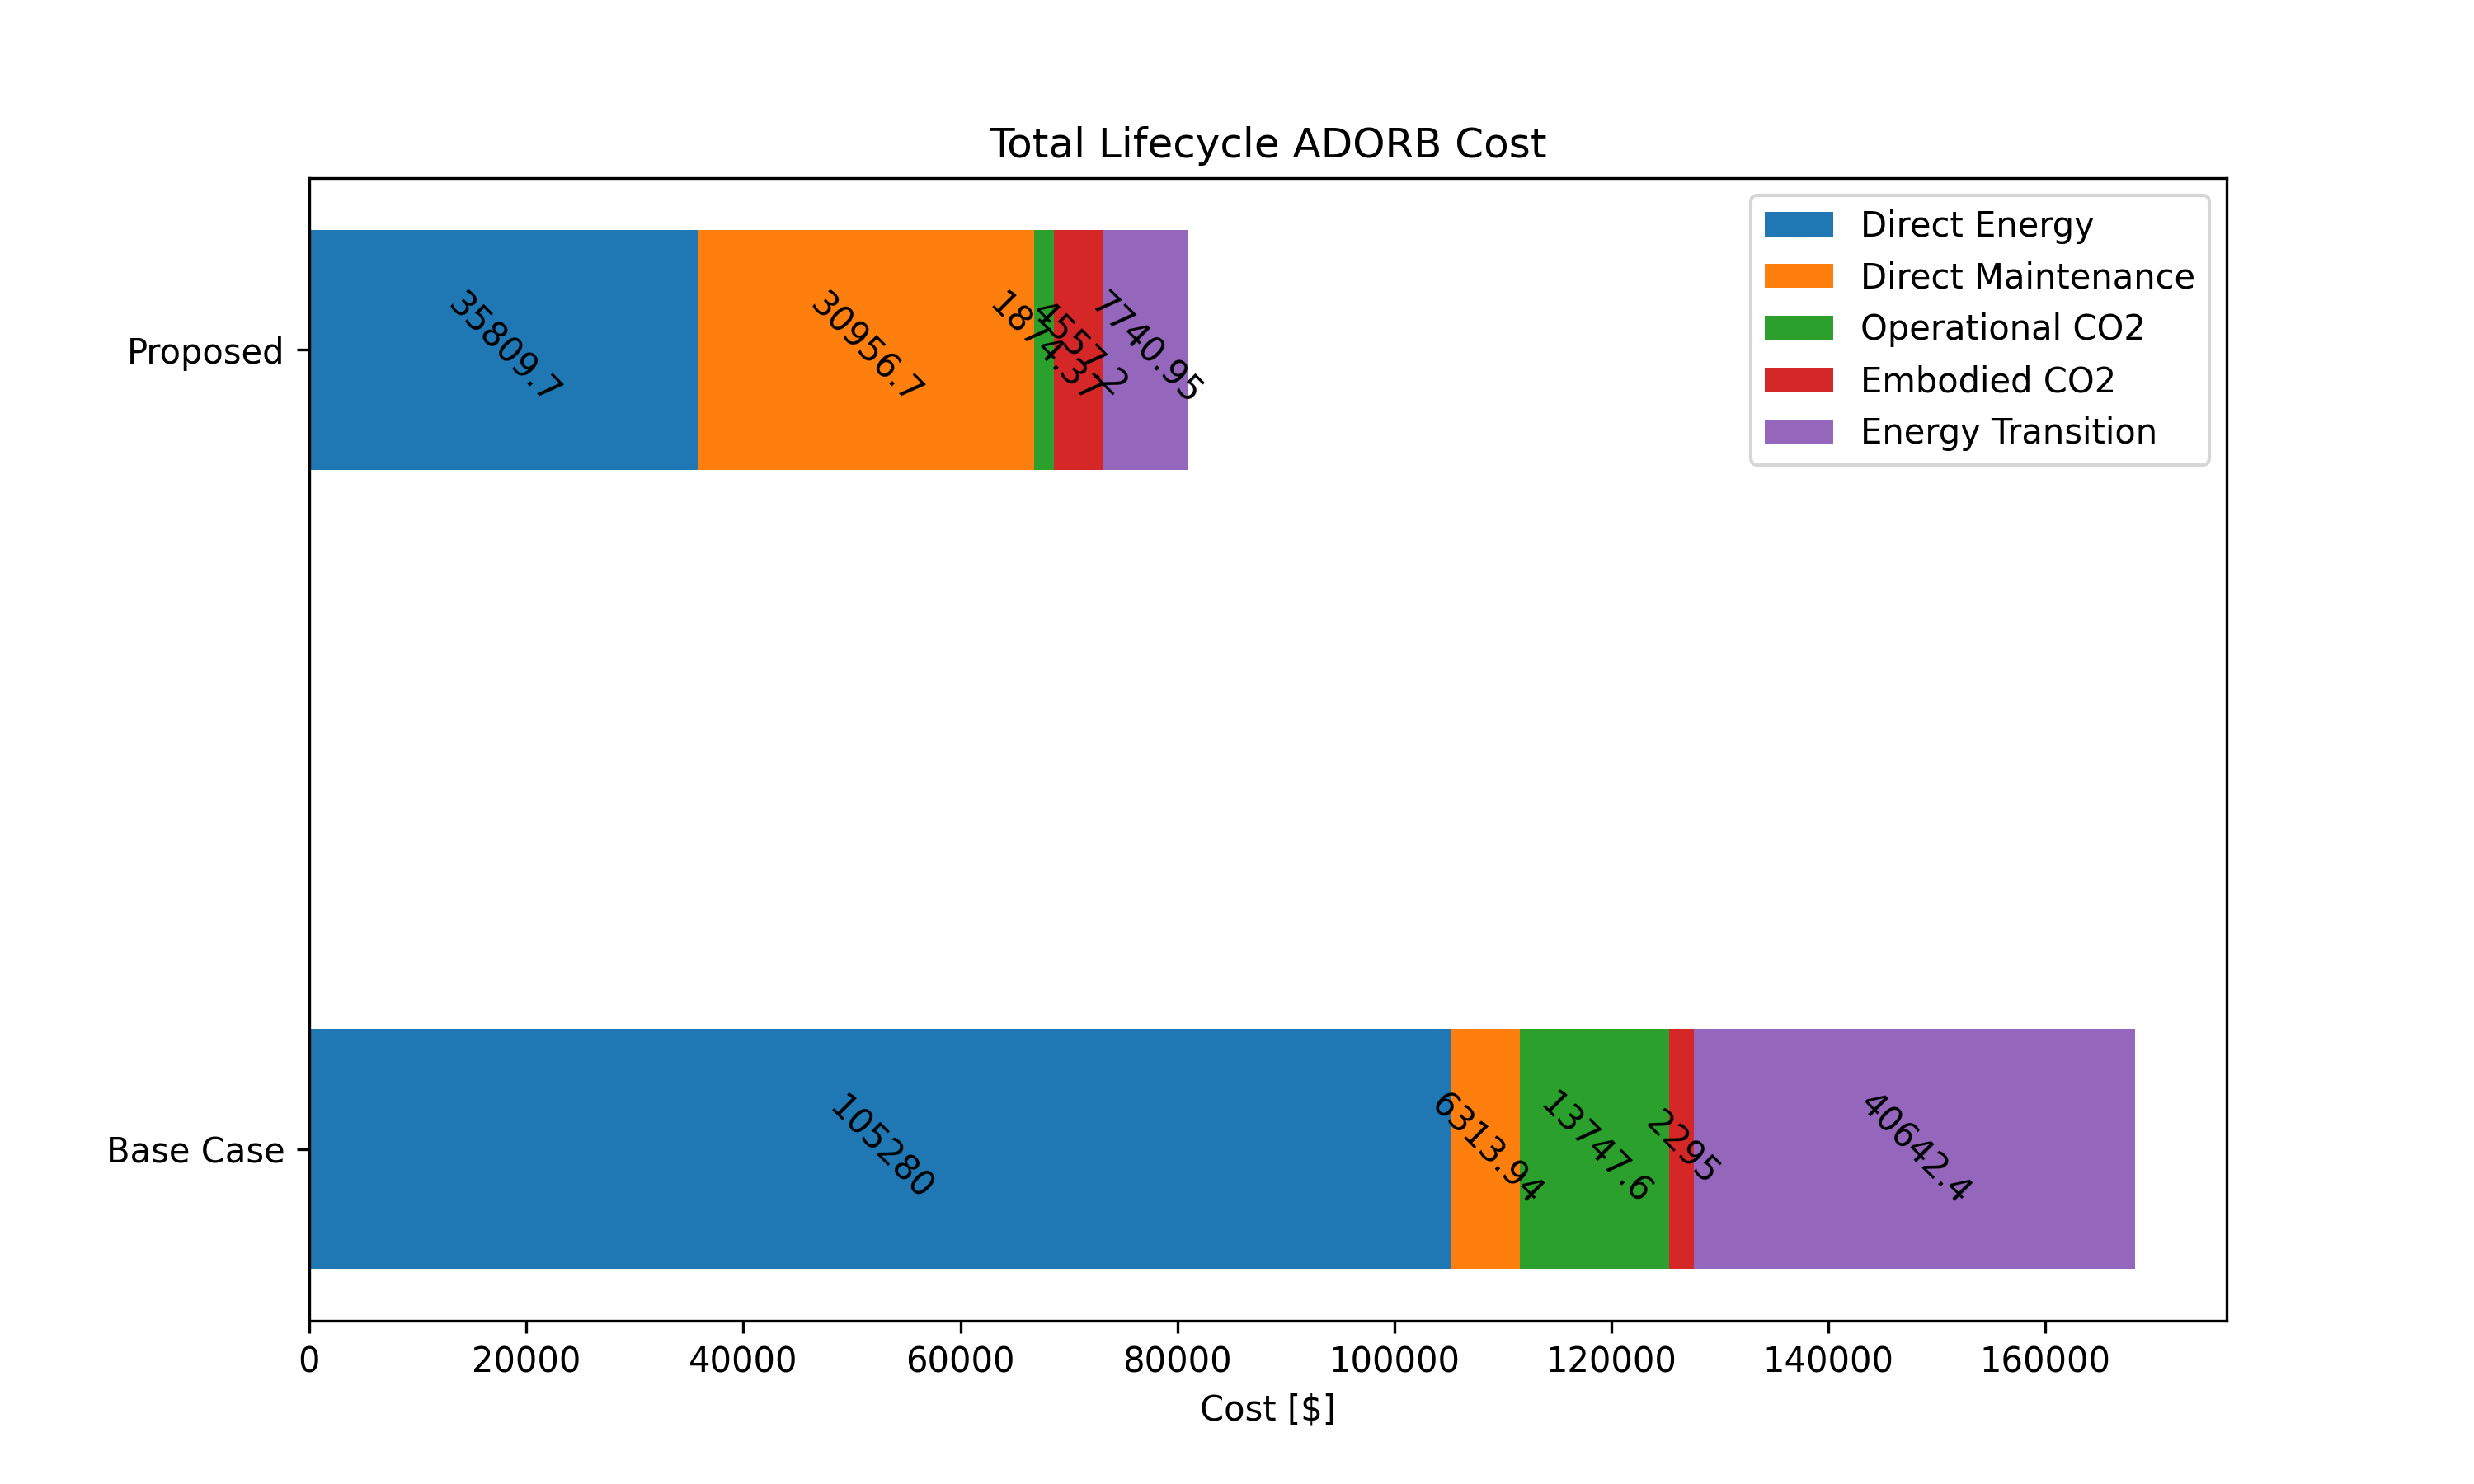 Total Lifecycle ADORB Cost
Direct Energy
Direct Maintenance
Operational CO2
Embodied CO2
Energy Transition
Proposed
35809.7
30956.7
1874.37
4557.2
7740.95
Base Case
105280
6313.94
13747.6
2295
40642.4
0
20000
40000
60000
80000
100000
120000
140000
160000
Cost [$]